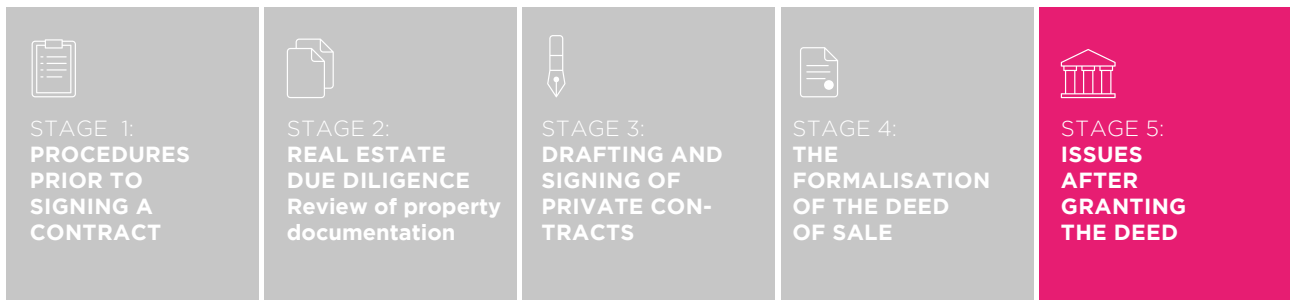 STAGE 1:
PROCEDURES
PRIOR TO
SIGNING A
CONTRACT
STAGE 2:
REAL ESTATE
DUE DILIGENCE
Review of property
documentation
STAGE 3:
DRAFTING AND
SIGNING OF
PRIVATE CON-
TRACTS
STAGE 4:
THE
FORMALISATION
OF THE DEED
OF SALE
STAGE 5:
ISSUES
AFTER
GRANTING
THE DEED